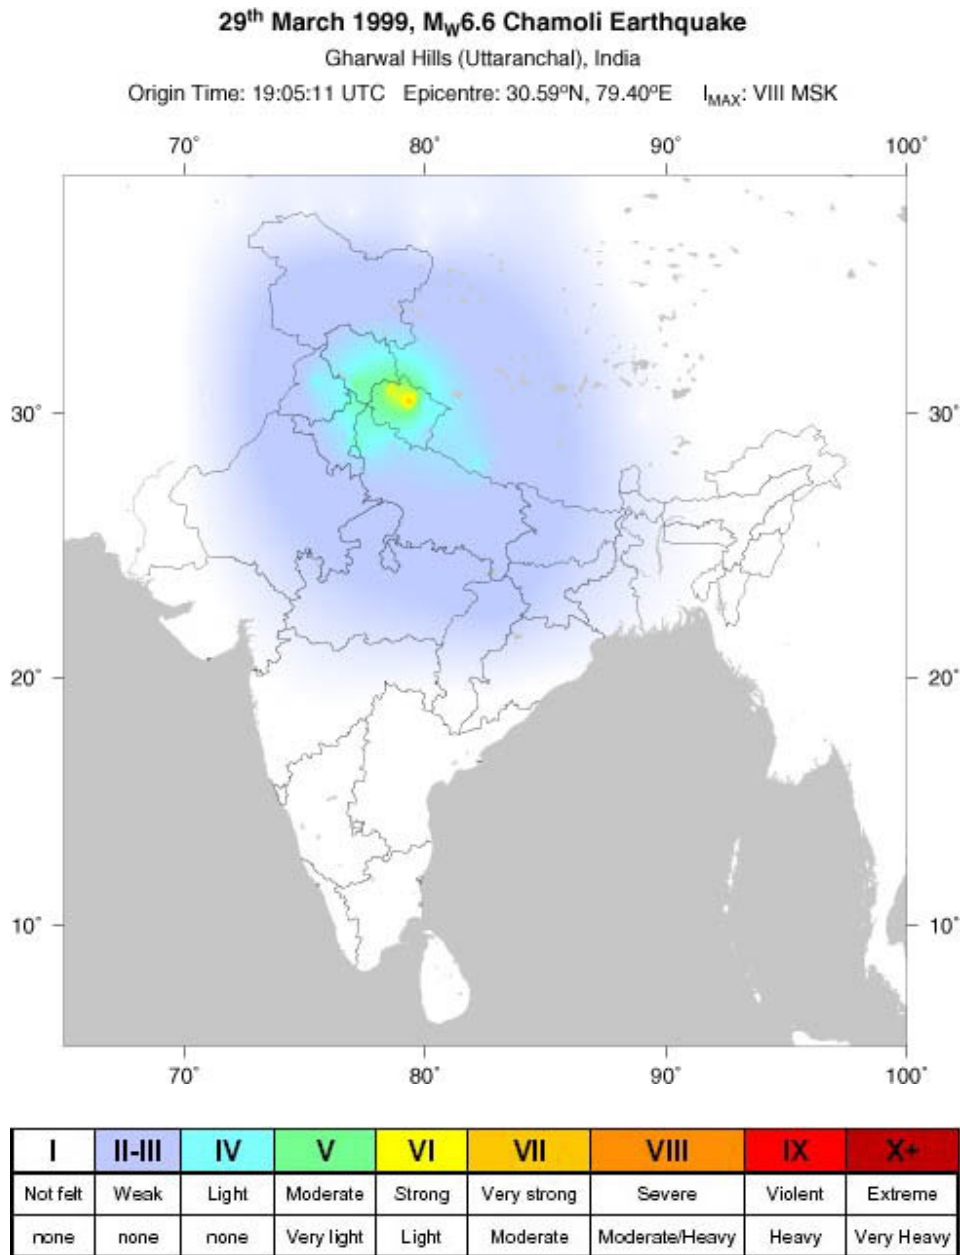 29th March 1999, MW6.6 Chamoli Earthquake
Gharwal Hills (Uttaranchal), India
Origin Time: 19:05:11 UTC Epicentre: 30.59ºN, 79.40ºE IMAX: VIII MSK
70° 80° 90° 100°
30° 30°
20° 20°
10° 10°
70° 80° 90° 100°
I II-III IV V VI VII VIII IX X+
Not felt Weak Light Moderate Strong Very strong Severe Violent Extreme
none none none Very light Light Moderate Moderate/Heavy Heavy Very Heavy